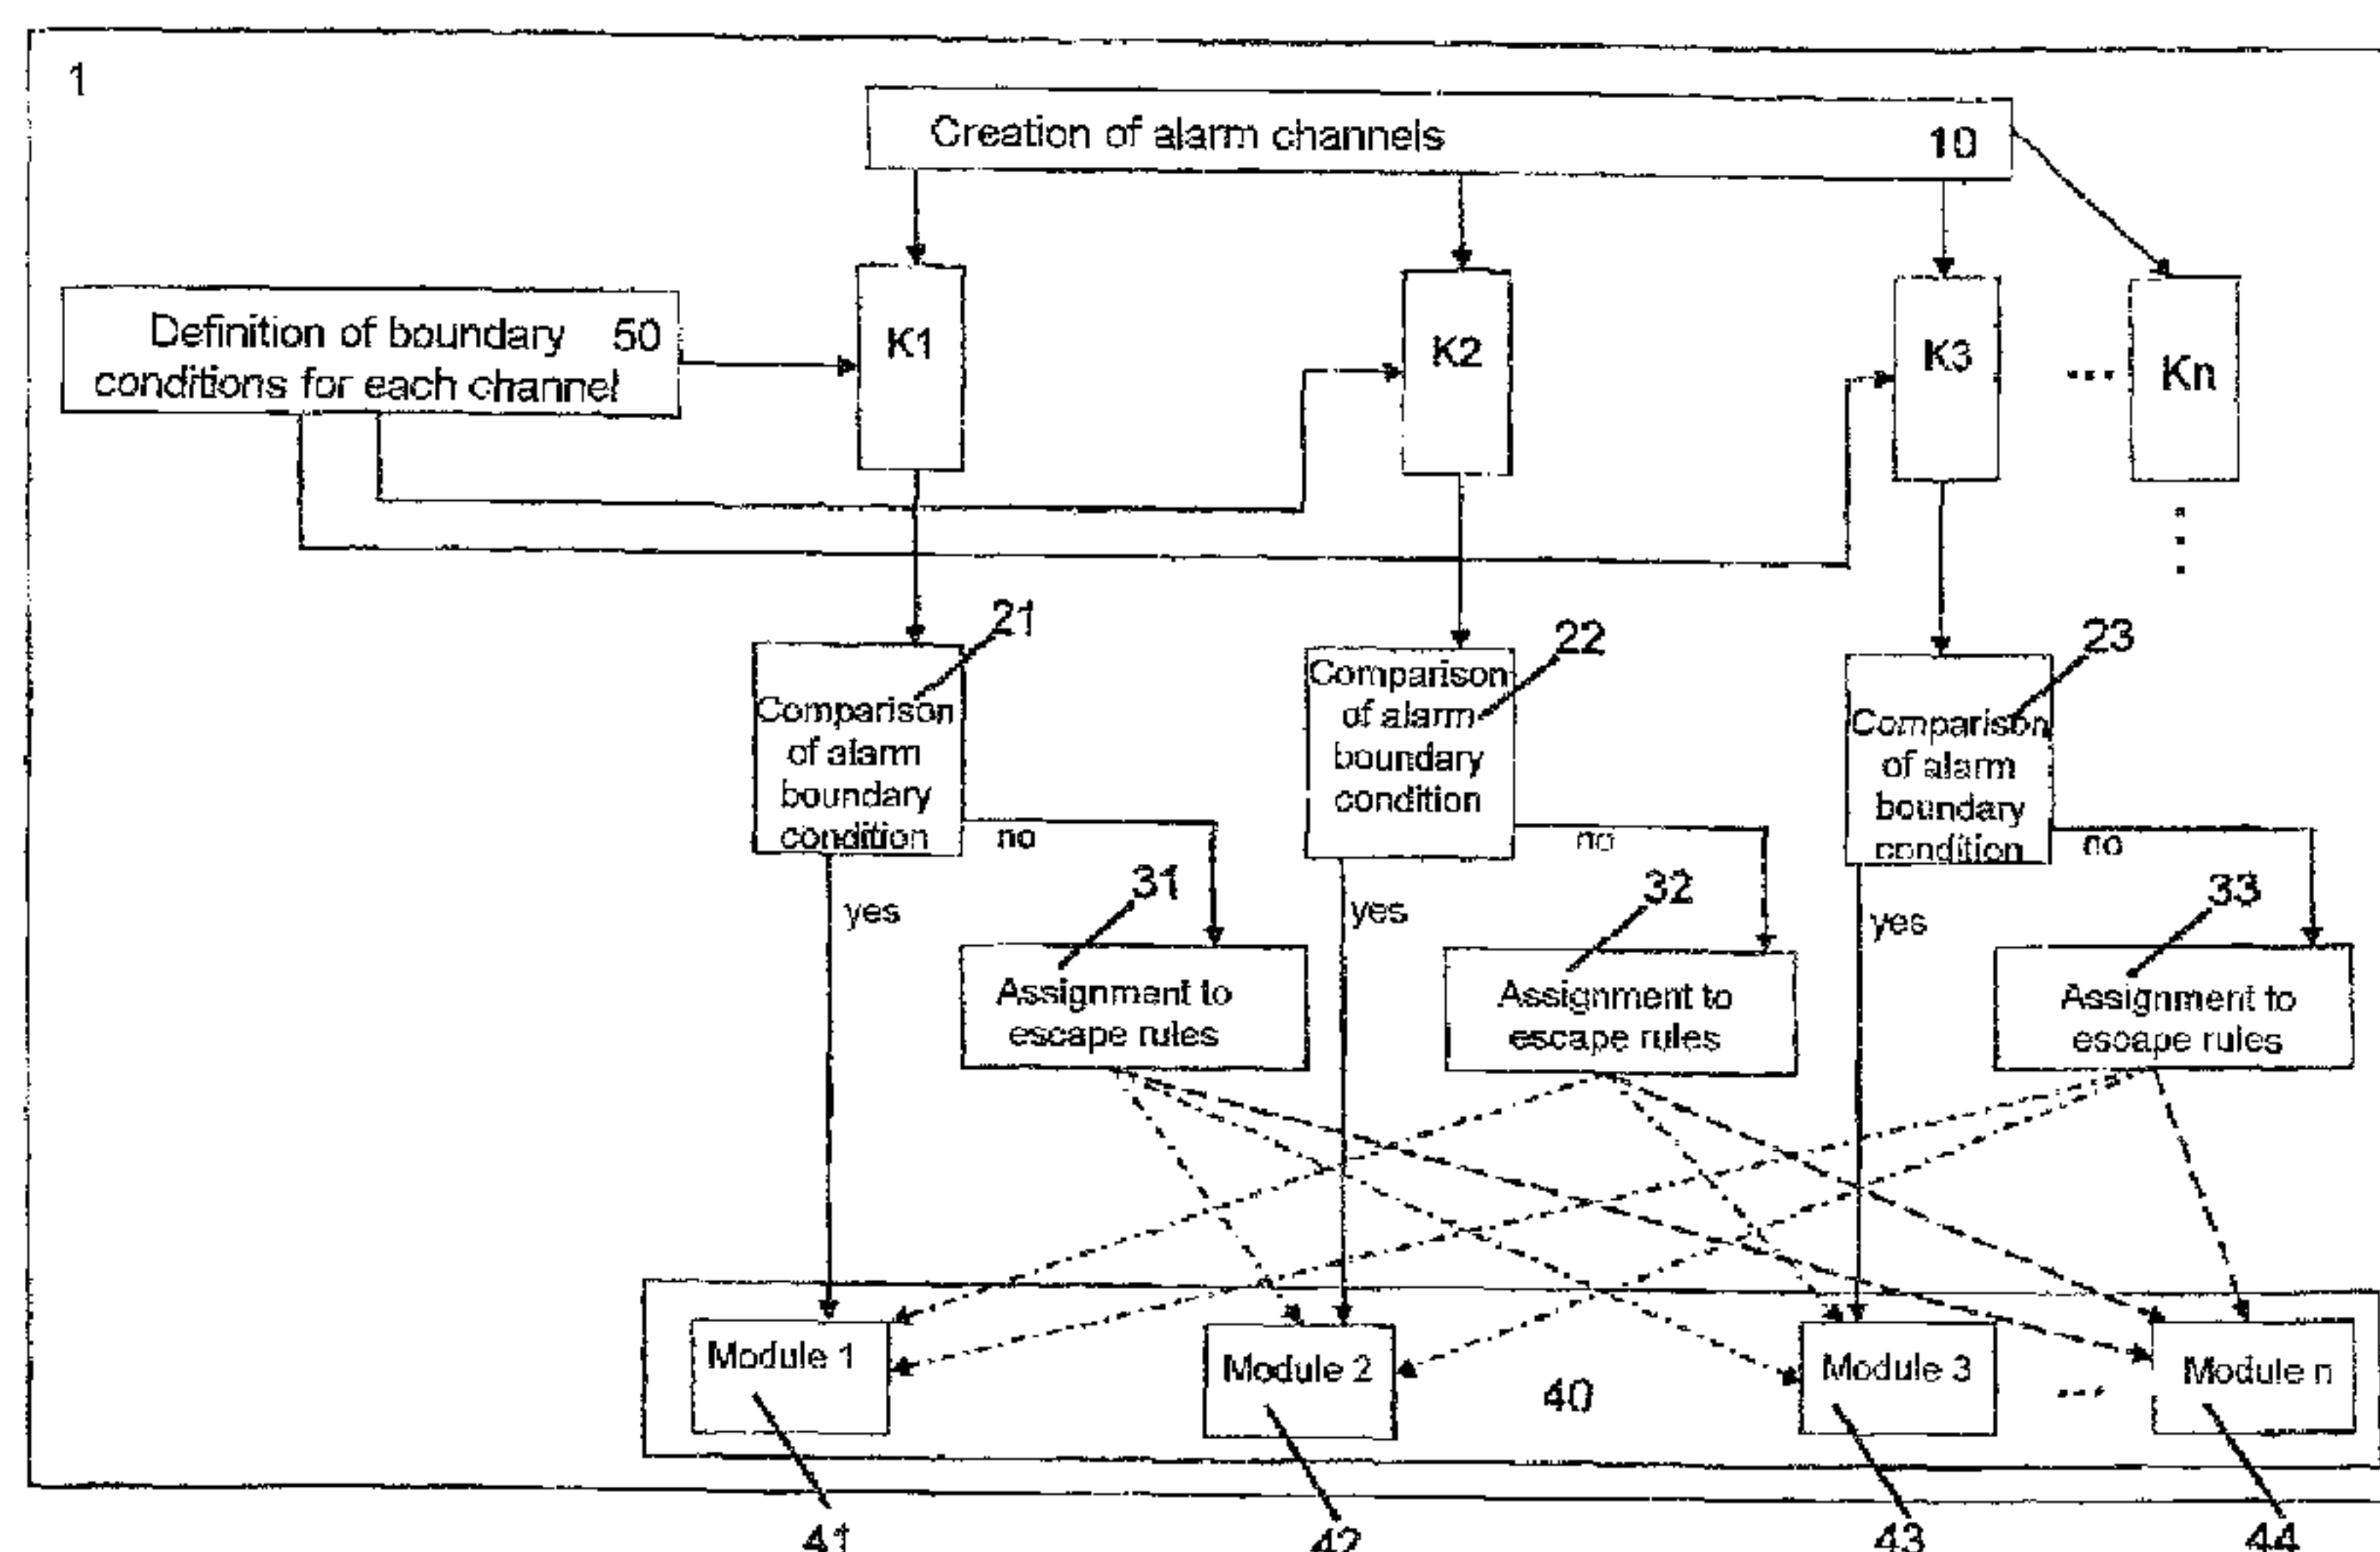 1
Creation of alarm channels 10
Definition of boundary 50
conditions for each channel
K1
K2
K3
...
Kn
21
22
23
Comparison
of alarm
boundary
condition
Comparison
of alarm
boundary
condition
Comparison
of alarm
boundary
condition
no
no
no
yes
yes
yes
31
32
33
Assignment to
escape rules
Assignment to
escape rules
Assignment to
escape rules
Module 1
Module 2
40
Module 3
...
Module n
41
42
43
44